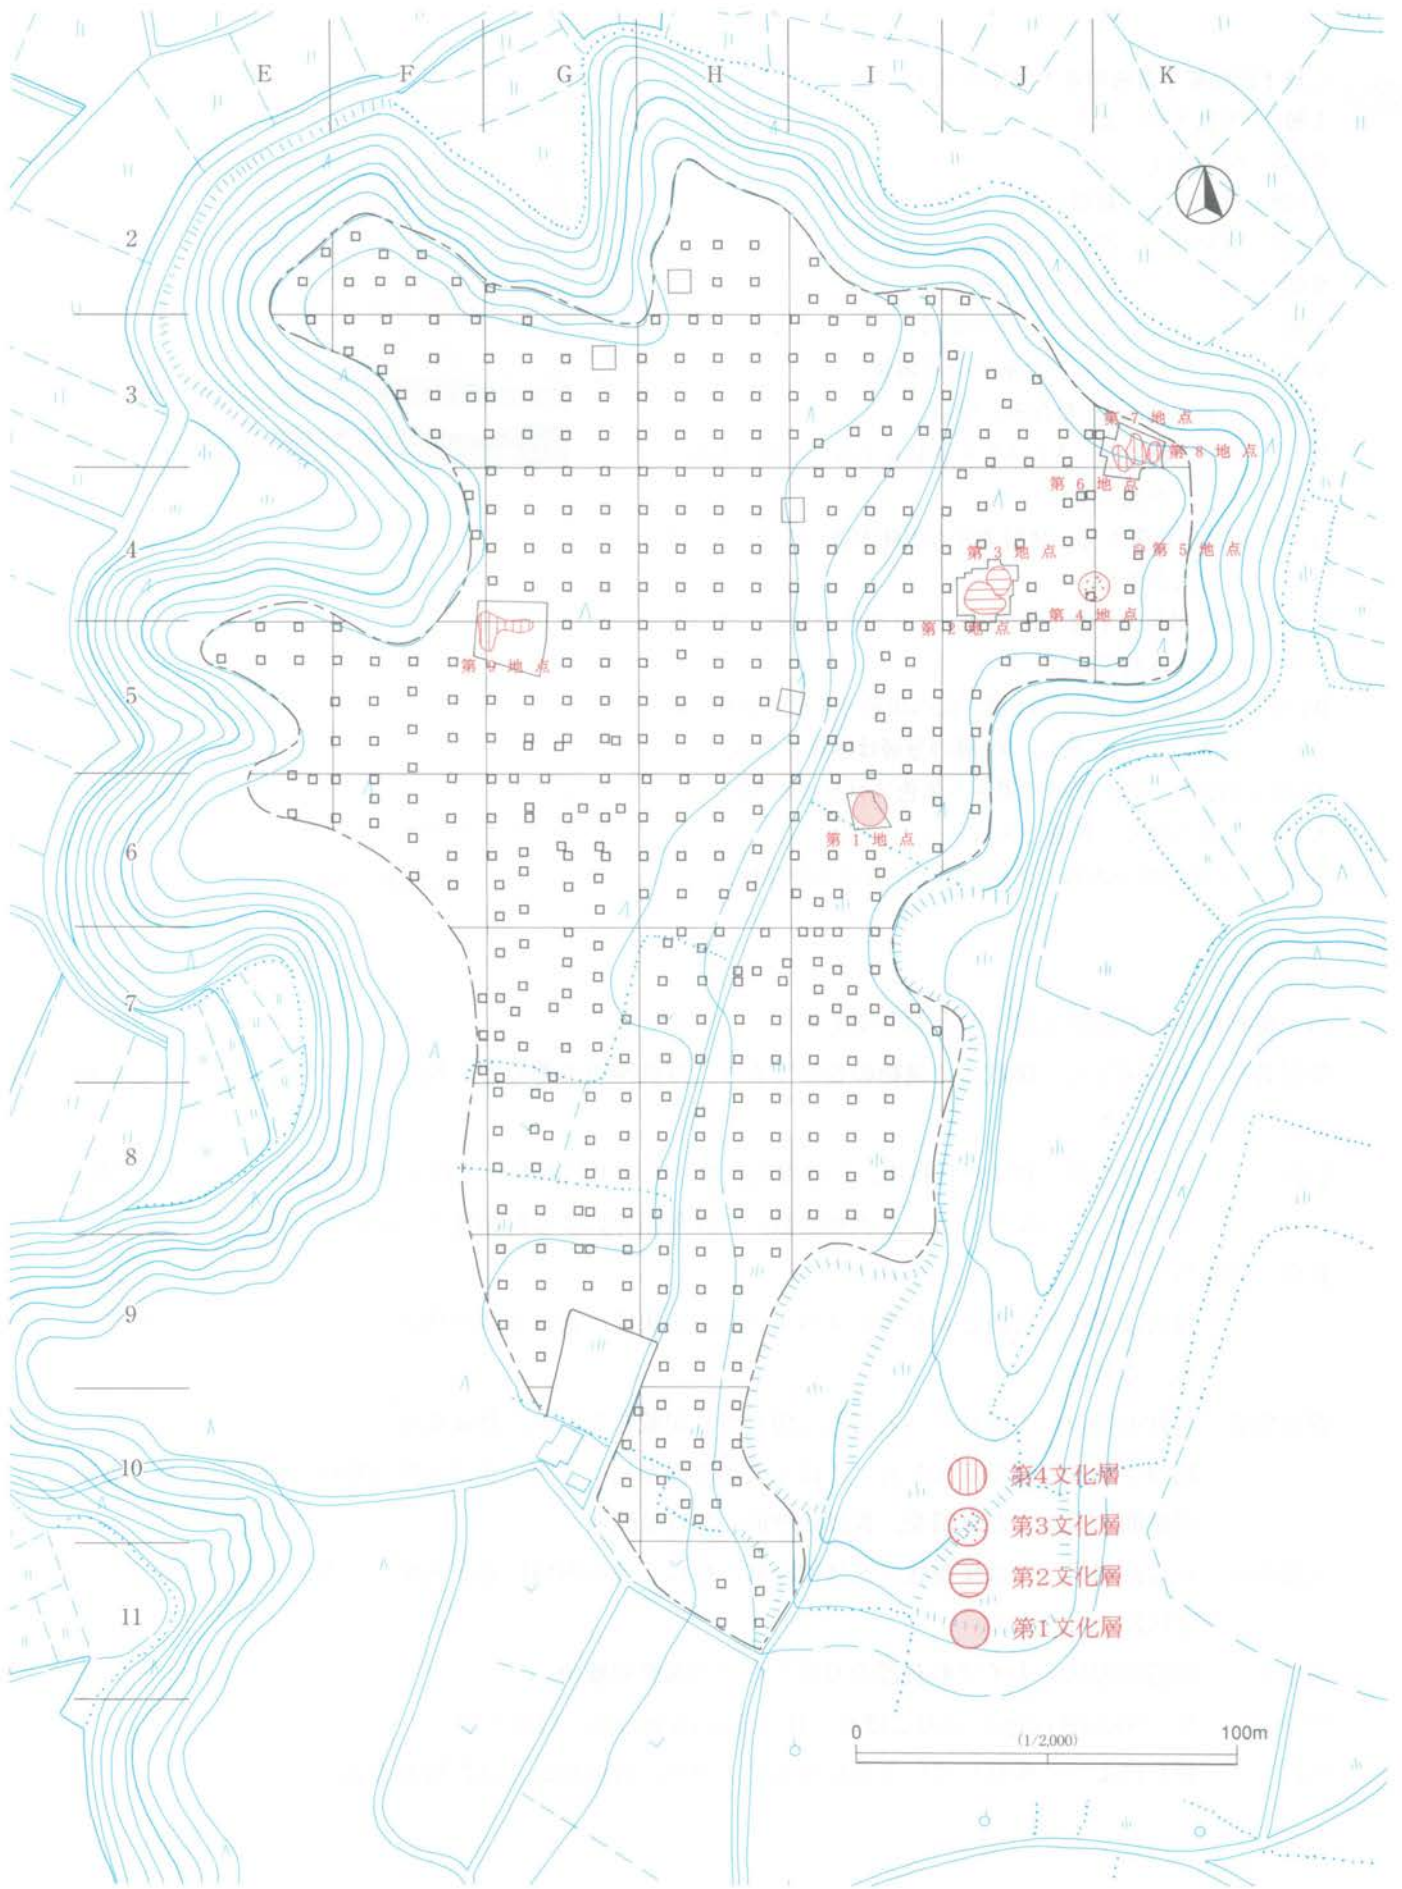 E F G H I J K
2
3
第7地点
第8地点
第6地点
4
第3地点
第5地点
第4地点
第2地点
第9地点
5
第1地点
6
7
8
9
10
第4文化層
第3文化層
第2文化層
11
第1文化層
0 (1/2,000) 100m